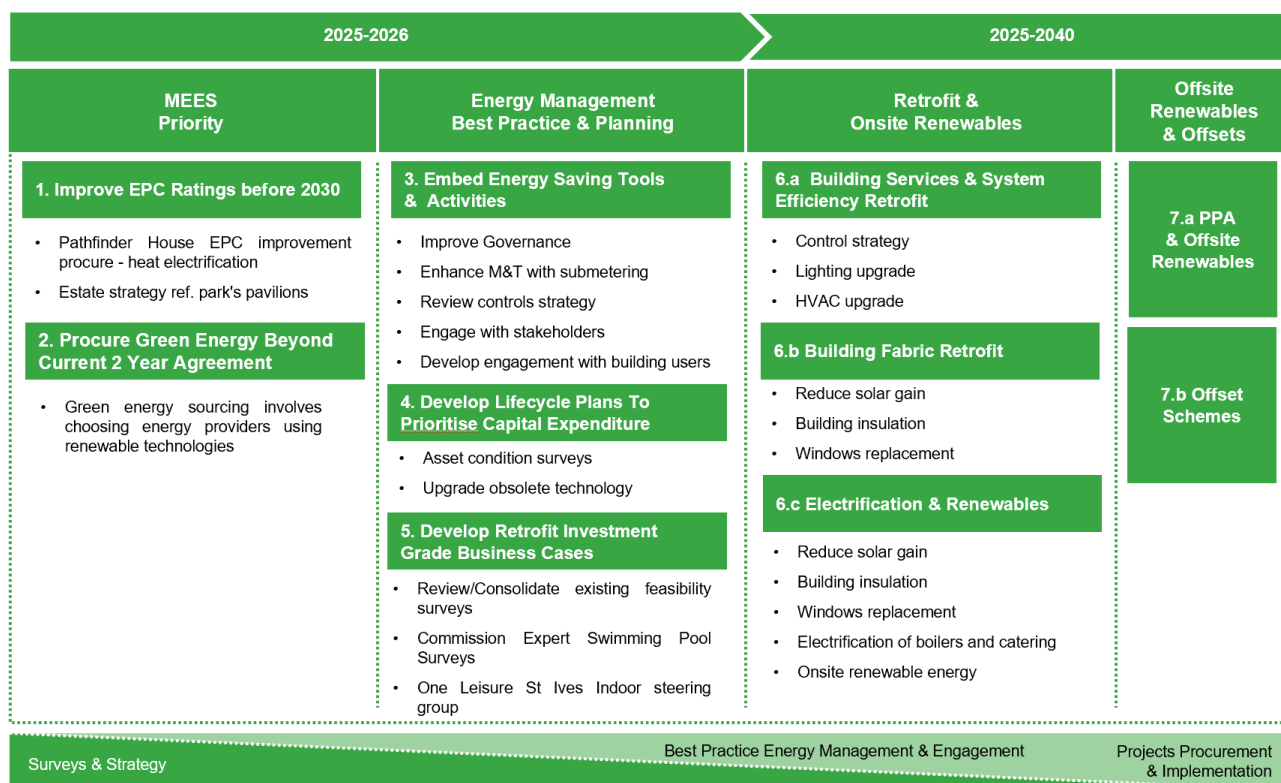 2025-2026
2025-2040
MEES
Priority
Energy Management
Best Practice & Planning
Retrofit &
Onsite Renewables
Offsite
Renewables
& Offsets
1. Improve EPC Ratings before 2030
• Pathfinder House EPC improvement
procure - heat electrification
• Estate strategy ref. park's pavilions
2. Procure Green Energy Beyond
Current 2 Year Agreement
• Green energy sourcing involves
choosing energy providers using
renewable technologies
3. Embed Energy Saving Tools
& Activities
• Improve Governance
• Enhance M&T with submetering
• Review controls strategy
• Engage with stakeholders
• Develop engagement with building users
4. Develop Lifecycle Plans To
Prioritise Capital Expenditure
• Asset condition surveys
• Upgrade obsolete technology
5. Develop Retrofit Investment
Grade Business Cases
• Review/Consolidate existing feasibility
surveys
• Commission Expert Swimming Pool
Surveys
• One Leisure St Ives Indoor steering
group
6.a Building Services & System
Efficiency Retrofit
• Control strategy
• Lighting upgrade
• HVAC upgrade
6.b Building Fabric Retrofit
• Reduce solar gain
• Building insulation
• Windows replacement
6.c Electrification & Renewables
• Reduce solar gain
• Building insulation
• Windows replacement
• Electrification of boilers and catering
• Onsite renewable energy
7.a PPA
& Offsite
Renewables
7.b Offset
Schemes
Surveys & Strategy
Best Practice Energy Management & Engagement
Projects Procurement
& Implementation